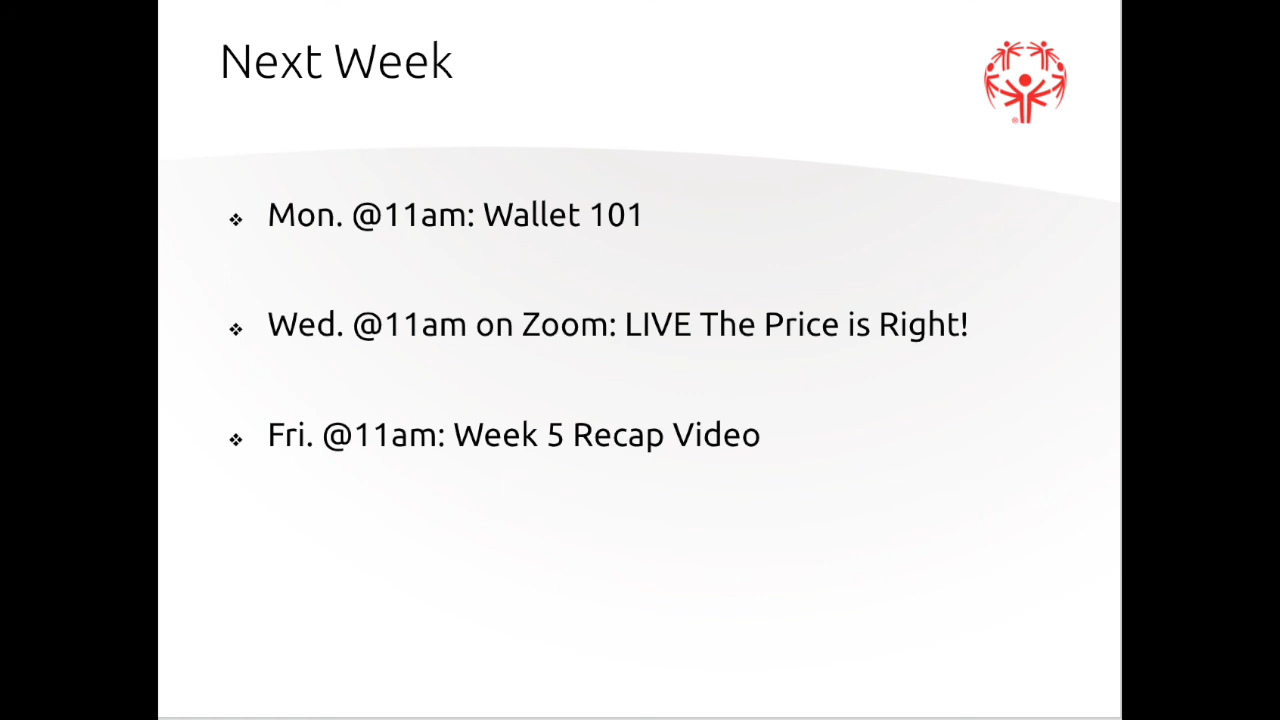 Next Week
Mon. @11am: Wallet 101
Wed. @11am on Zoom: LIVE The Price is Right!
Fri. @11am: Week 5 Recap Video
®